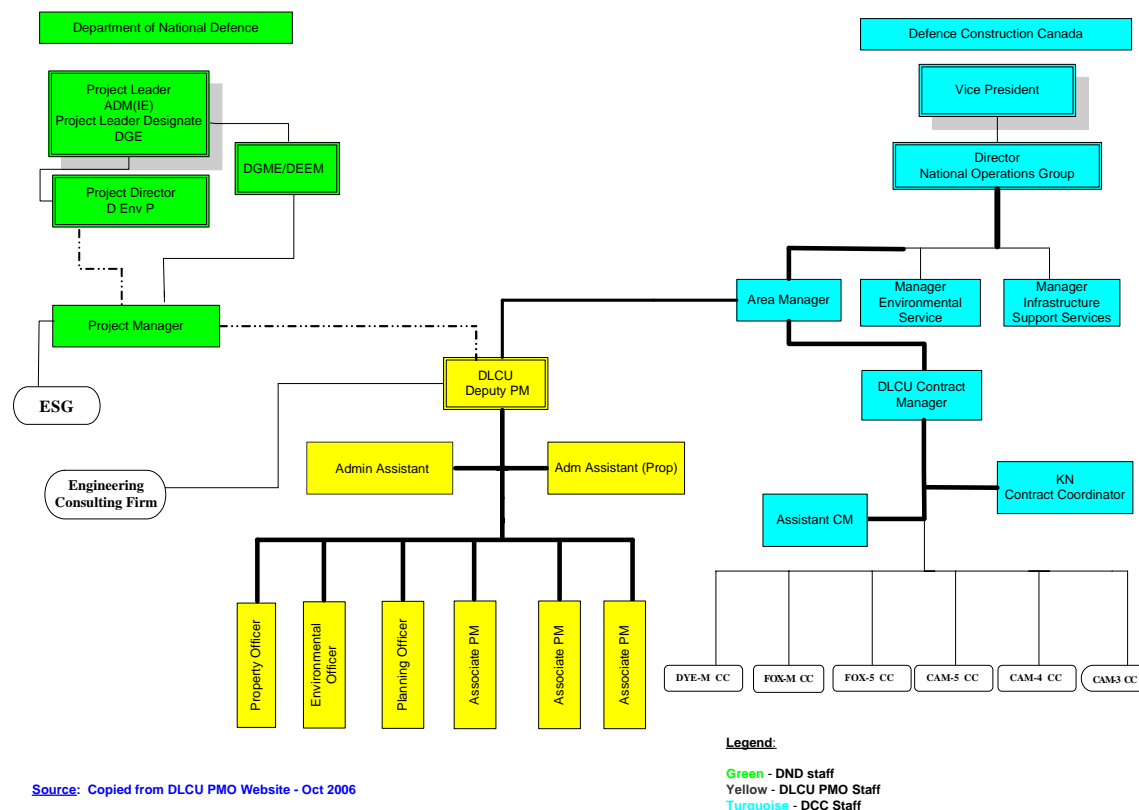 Department of National Defence
Defence Construction Canada
Project Leader
ADM(IE)
Project Leader Designate
DGE
Vice President
DGME/DEEM
Director
National Operations Group
Project Director
D Env P
Area Manager
Manager
Environmental
Service
Manager
Infrastructure
Support Services
Project Manager
DLCU
Deputy PM
DLCU Contract
Manager
ESG
Admin Assistant
Adm Assistant (Prop)
Engineering
Consulting Firm
KN
Contract Coordinator
Assistant CM
Property Officer
Environmental
Officer
Planning Officer
Associate PM
Associate PM
Associate PM
DYE-M CC
FOX-M CC
FOX-5 CC
CAM-5 CC
CAM-4 CC
CAM-3 CC
Legend:
Green - DND staff
Yellow - DLCU PMO Staff
Turquoise - DCC Staff
Source: Copied from DLCU PMO Website - Oct 2006